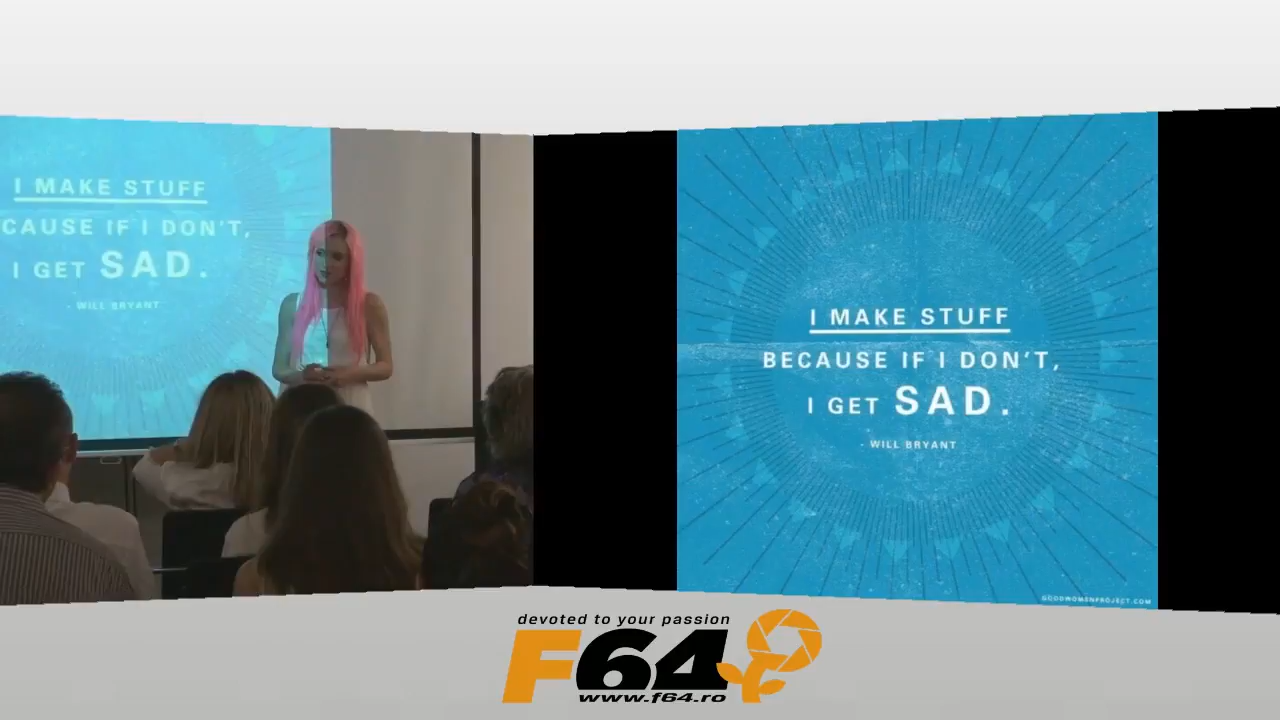 I MAKE STUFF
CAUSE IF I DON'T,
I GET SAD.
- WILL BRYANT
I MAKE STUFF
BECAUSE IF I DON'T,
I GET SAD.
- WILL BRYANT
GOODWOMENPROJECT.COM
devoted to your passion
F64
www.f64.ro